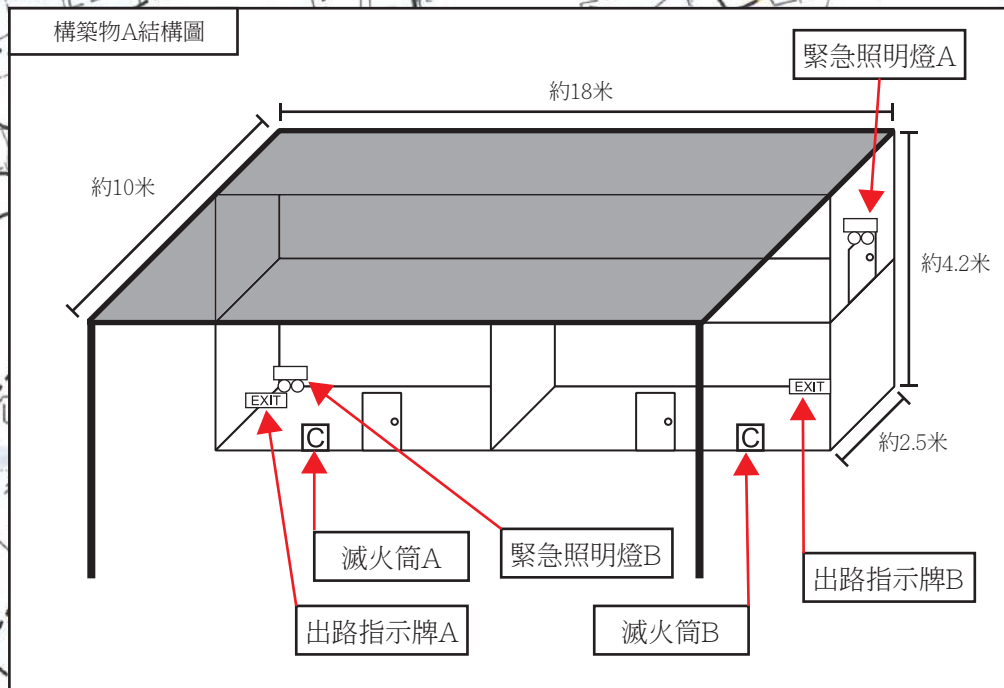 構築物A結構圖
緊急照明燈A
約18米
約10米
約4.2米
EXIT
EXIT
C
C
約2.5米
滅火筒A
緊急照明燈B
出路指示牌B
出路指示牌A
滅火筒B